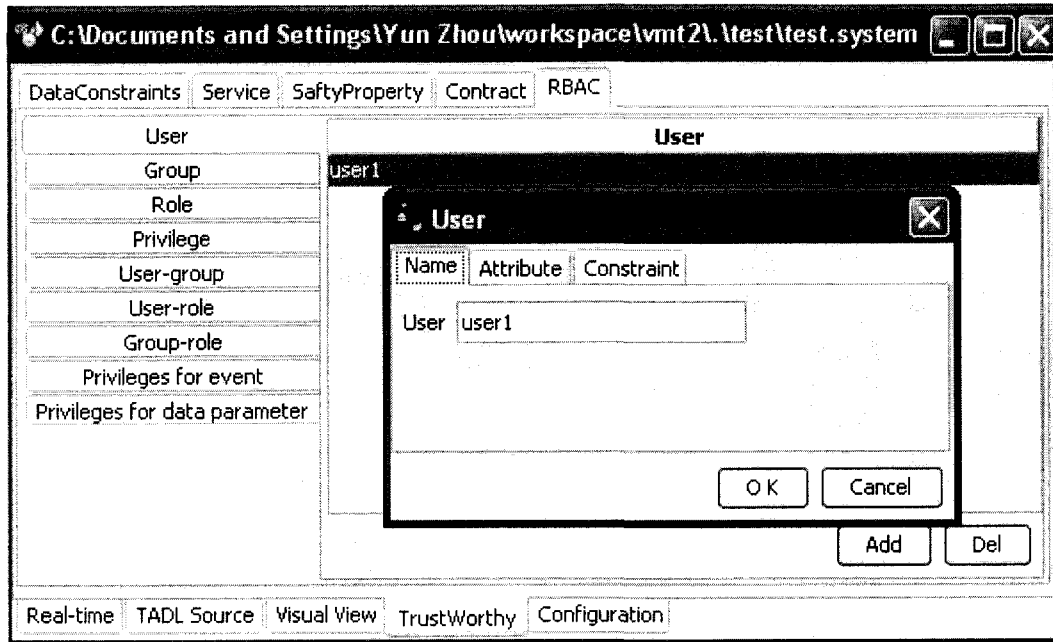 C:\Documents and Settings\Yun Zhou\workspace\vmt2\.\test\test.system
DataConstraints Service SaftyProperty Contract RBAC
User
Group
Role
Privilege
User-group
User-role
Group-role
Privileges for event
Privileges for data parameter
User
user1
User
Name Attribute Constraint
User user1
OK Cancel
Add Del
Real-time TADL Source Visual View TrustWorthy Configuration